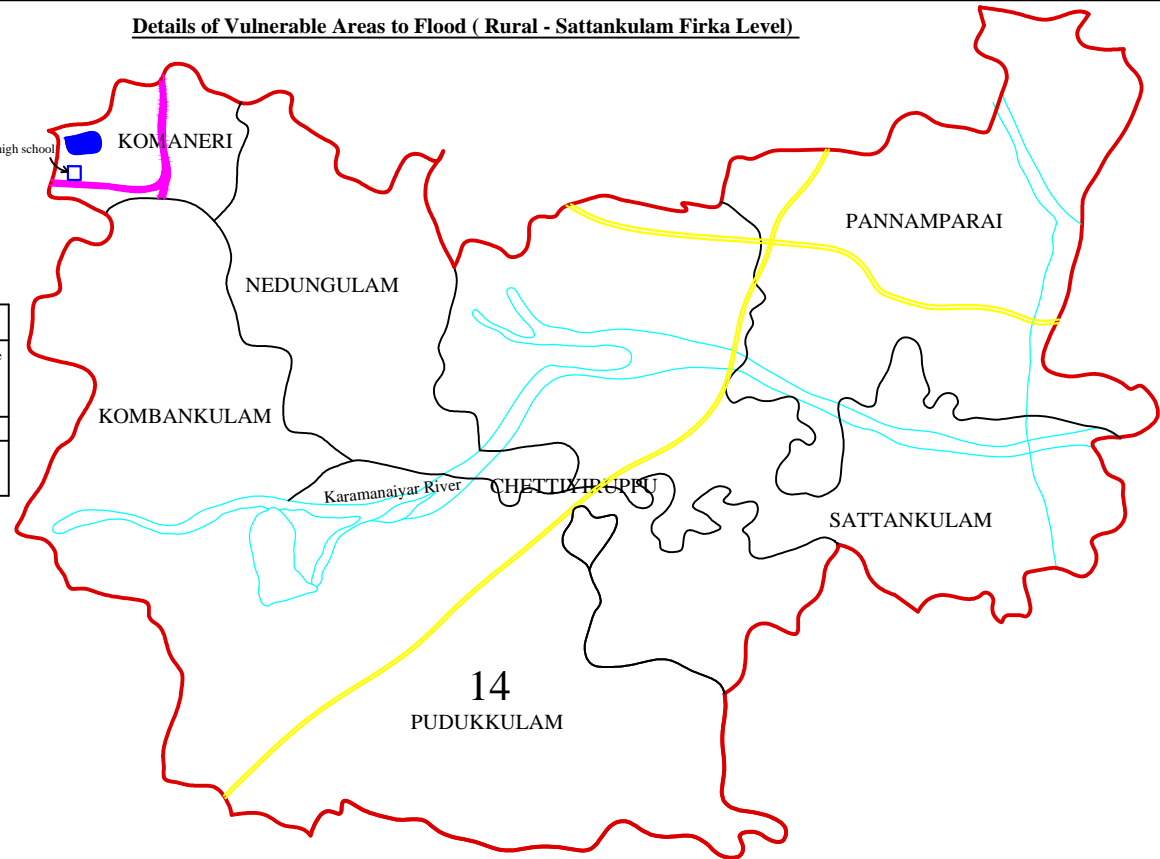 Details of Vulnerable Areas to Flood ( Rural - Sattankulam Firka Level)
KOMANERI
high school
PANNAMPARAI
NEDUNGULAM
KOMBANKULAM
Karamanaiyar River
CHETTIYIRUPPU
SATTANKULAM
14
PUDUKKULAM